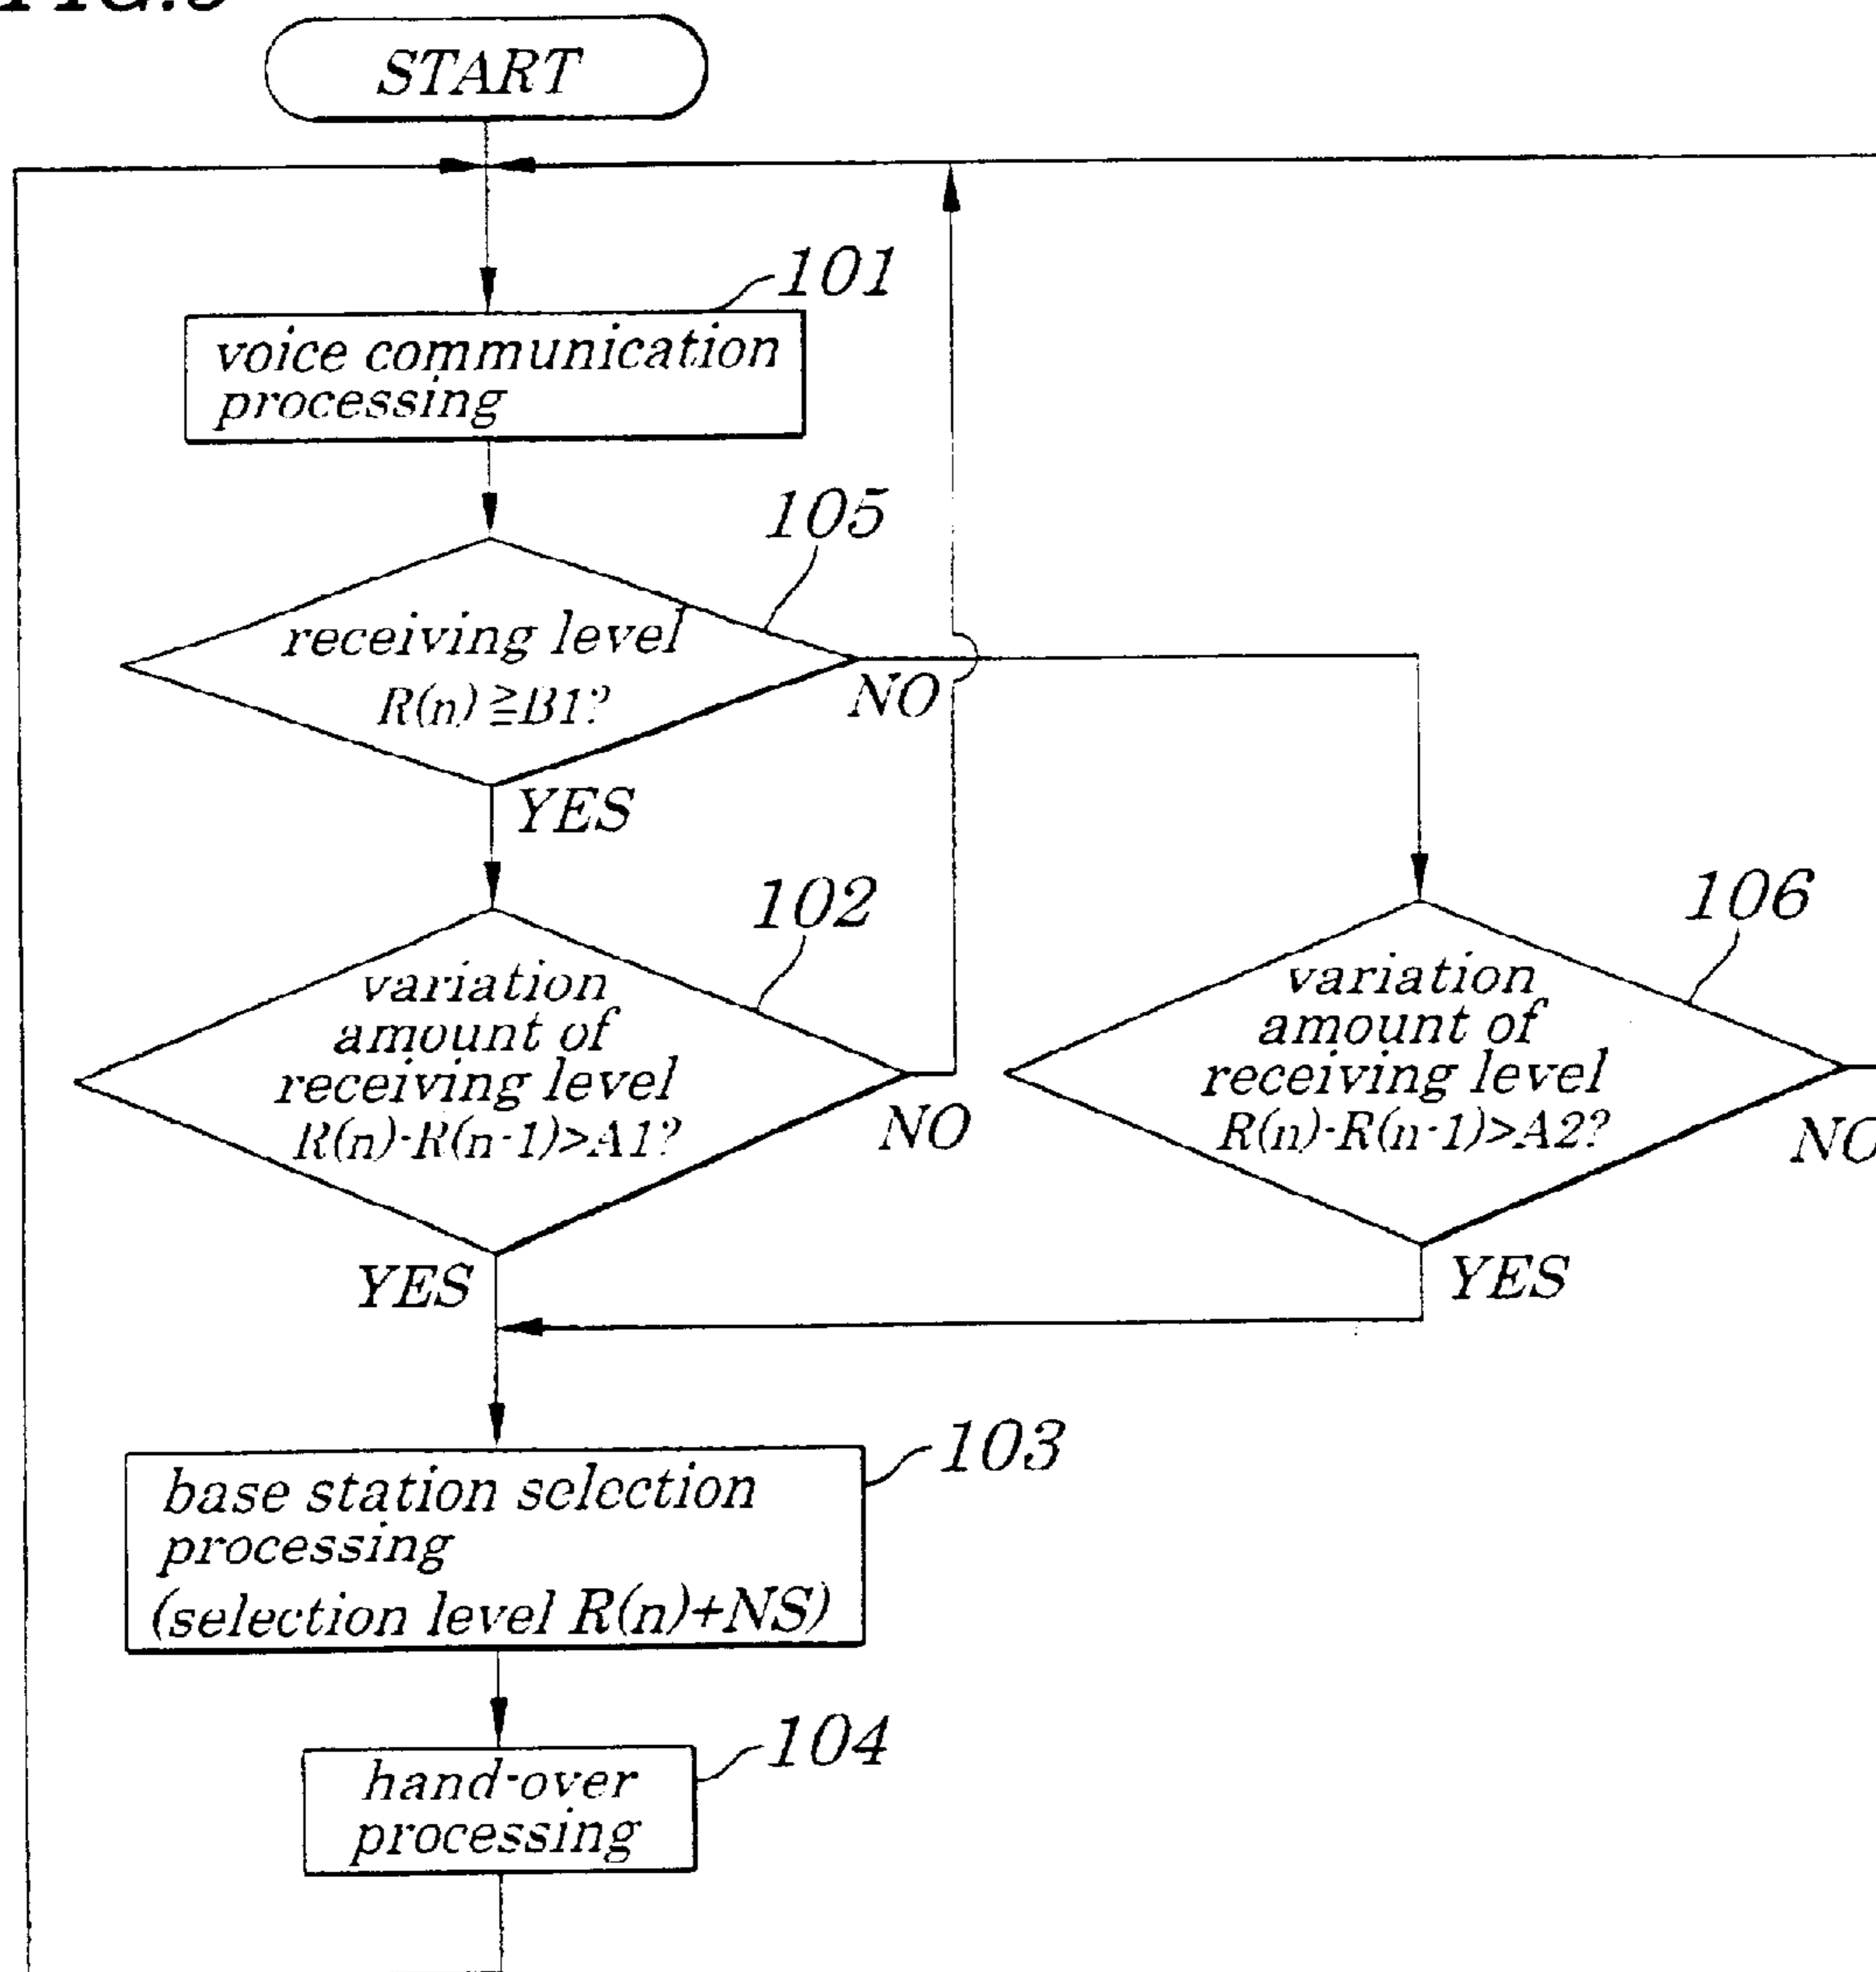 START
101
voice communication
processing
105
receiving level
R(n)≧B1?
NO
YES
102
variation
amount of
receiving level
R(n)-R(n-1)>A1?
NO
YES
106
variation
amount of
receiving level
R(n)-R(n-1)>A2?
NO
YES
103
base station selection
processing
(selection level R(n)+NS)
104
hand-over
processing